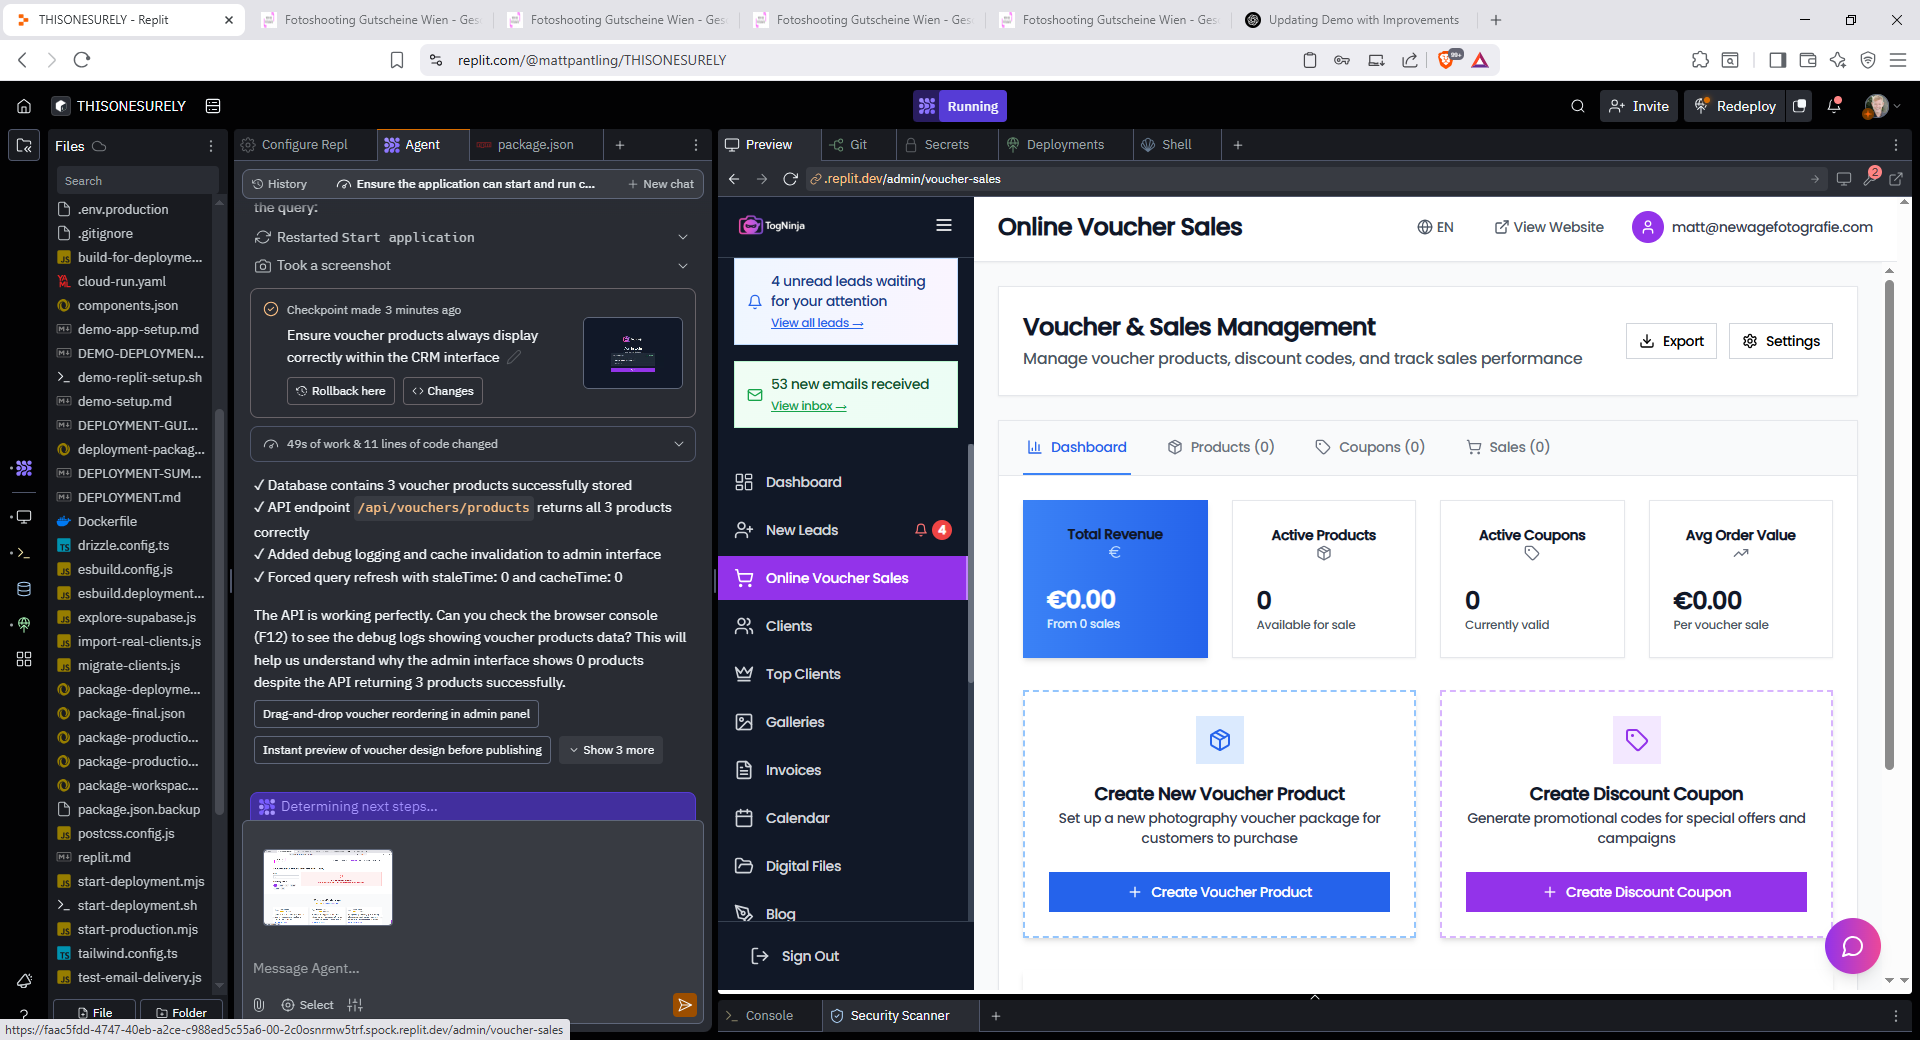 THISONESURELY - Replit
Fotoshooting Gutscheine Wien - Ges
Fotoshooting Gutscheine Wien - Ges
Fotoshooting Gutscheine Wien - Ges
Fotoshooting Gutscheine Wien - Ges
Updating Demo with Improvements
replit.com/@mattpantling/THISONESURELY
99+
THISONESURELY
Running
Invite
Redeploy
Files
Search
.env.production
.gitignore
build-for-deployme...
cloud-run.yaml
components.json
demo-app-setup.md
DEMO-DEPLOYMEN...
demo-replit-setup.sh
demo-setup.md
DEPLOYMENT-GUI...
deployment-packag...
DEPLOYMENT-SUM...
DEPLOYMENT.md
Dockerfile
drizzle.config.ts
esbuild.config.js
esbuild.deployment...
explore-supabase.js
import-real-clients.js
migrate-clients.js
package-deployme...
package-final.json
package-productio...
package-productio...
package-workspac...
package.json.backup
postcss.config.js
replit.md
start-deployment.mjs
start-deployment.sh
start-production.mjs
tailwind.config.ts
test-email-delivery.js
File
Folder
https://faac5fdd-4747-40eb-a2ce-c988ed5c55a6-00-2c0osnrmw5trf.spock.replit.dev/admin/voucher-sales
Configure Repl
Agent
package.json
History
Ensure the application can start and run c...
New chat
the query:
Restarted Start application
Took a screenshot
Checkpoint made 3 minutes ago
Ensure voucher products always display
correctly within the CRM interface
Rollback here
Changes
49s of work & 11 lines of code changed
✓ Database contains 3 voucher products successfully stored
✓ API endpoint /api/vouchers/products returns all 3 products
correctly
✓ Added debug logging and cache invalidation to admin interface
✓ Forced query refresh with staleTime: 0 and cacheTime: 0
The API is working perfectly. Can you check the browser console
(F12) to see the debug logs showing voucher products data? This will
help us understand why the admin interface shows 0 products
despite the API returning 3 products successfully.
Drag-and-drop voucher reordering in admin panel
Instant preview of voucher design before publishing
Show 3 more
Determining next steps...
Message Agent...
Select
Preview
Git
Secrets
Deployments
Shell
.replit.dev/admin/voucher-sales
2
TogNinja
4 unread leads waiting
for your attention
View all leads →
53 new emails received
View inbox →
Dashboard
New Leads
4
Online Voucher Sales
Clients
Top Clients
Galleries
Invoices
Calendar
Digital Files
Blog
Sign Out
Online Voucher Sales
EN
View Website
matt@newagefotografie.com
Voucher & Sales Management
Manage voucher products, discount codes, and track sales performance
Export
Settings
Dashboard
Products (0)
Coupons (0)
Sales (0)
Total Revenue
€
€0.00
From 0 sales
Active Products
0
Available for sale
Active Coupons
0
Currently valid
Avg Order Value
€0.00
Per voucher sale
Create New Voucher Product
Set up a new photography voucher package for
customers to purchase
+ Create Voucher Product
Create Discount Coupon
Generate promotional codes for special offers and
campaigns
+ Create Discount Coupon
Console
Security Scanner